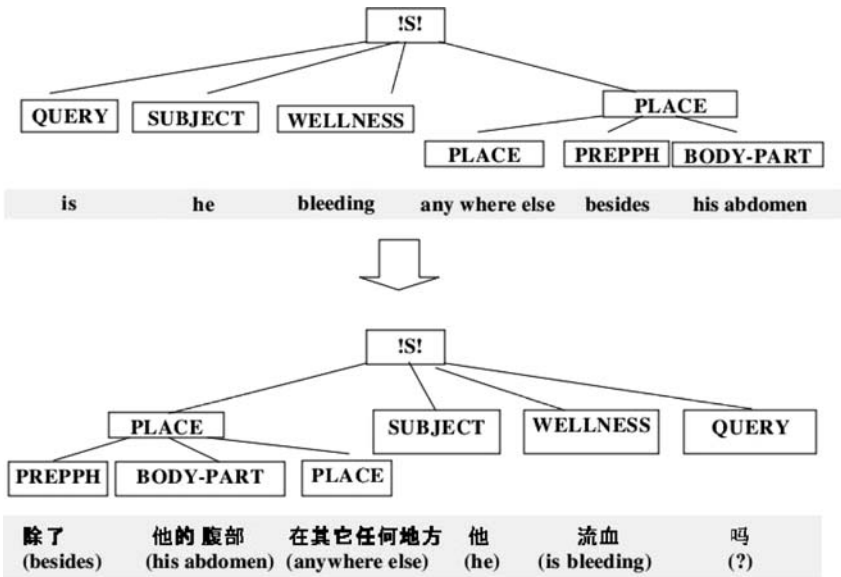 !S!
QUERY SUBJECT WELLNESS PLACE
PLACE PREPPH BODY-PART
is he bleeding any where else besides his abdomen
!S!
PLACE SUBJECT WELLNESS QUERY
PREPPH BODY-PART PLACE
除了 他的 腹部 在其它任何地方 他 流血 吗
(besides) (his abdomen) (anywhere else) (he) (is bleeding) (?)